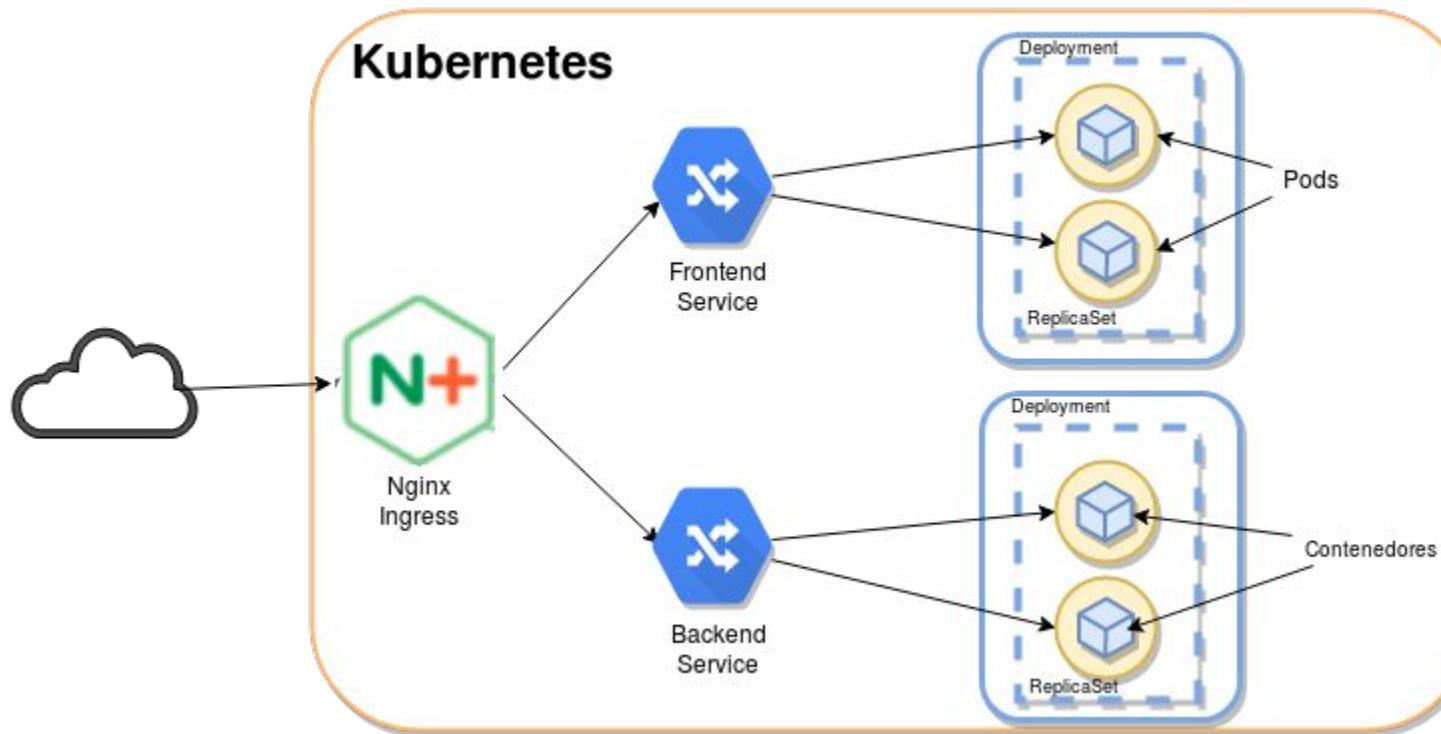 Kubernetes
Deployment
Pods
ReplicaSet
Frontend
Service
N+
Nginx
Ingress
Deployment
Contenedores
ReplicaSet
Backend
Service